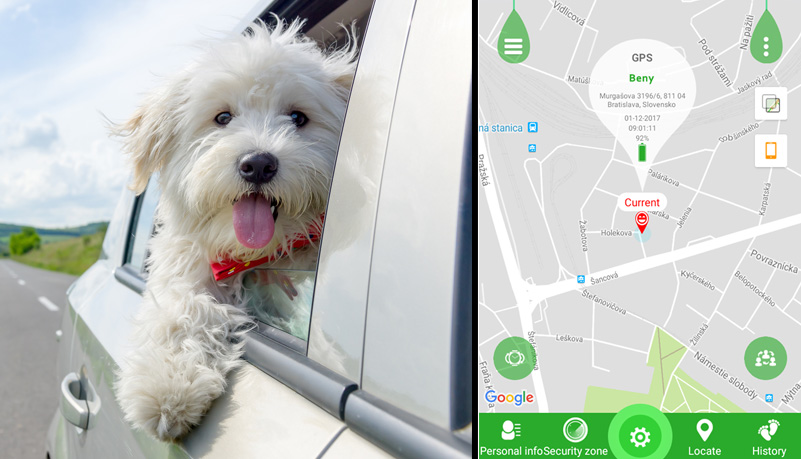 Vidlicová
Na pažití
Pod strážami
GPS
Beny
Murgašova 3196/6, 811 04
Bratislava, Slovensko
01-12-2017
09:01:11
92%
Matúš
Jaskový rad
ná stanica
Pražská
Palárikova
Karpatská
Current
Žabotova
Jelenia
Holekova
Šancová
Povraznícka
Kýčerského
Belopotockého
Štefanovičova
Leškova
Žilinská
Námestie slobody
Mýtna
Google
Personal info
Security zone
Locate
History